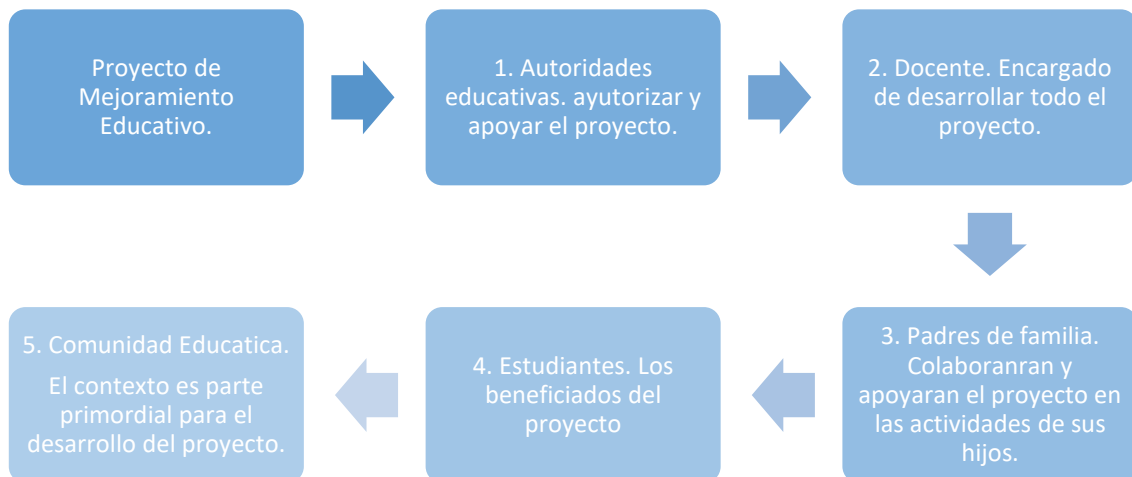 Proyecto de
Mejoramiento
Educativo.
1. Autoridades
educativas. ayutorizar y
apoyar el proyecto.
2. Docente. Encargado
de desarrollar todo el
proyecto.
3. Padres de familia.
Colaboranran y
apoyaran el proyecto en
las actividades de sus
hijos.
4. Estudiantes. Los
beneficiados del
proyecto
5. Comunidad Educatica.
El contexto es parte
primordial para el
desarrollo del proyecto.